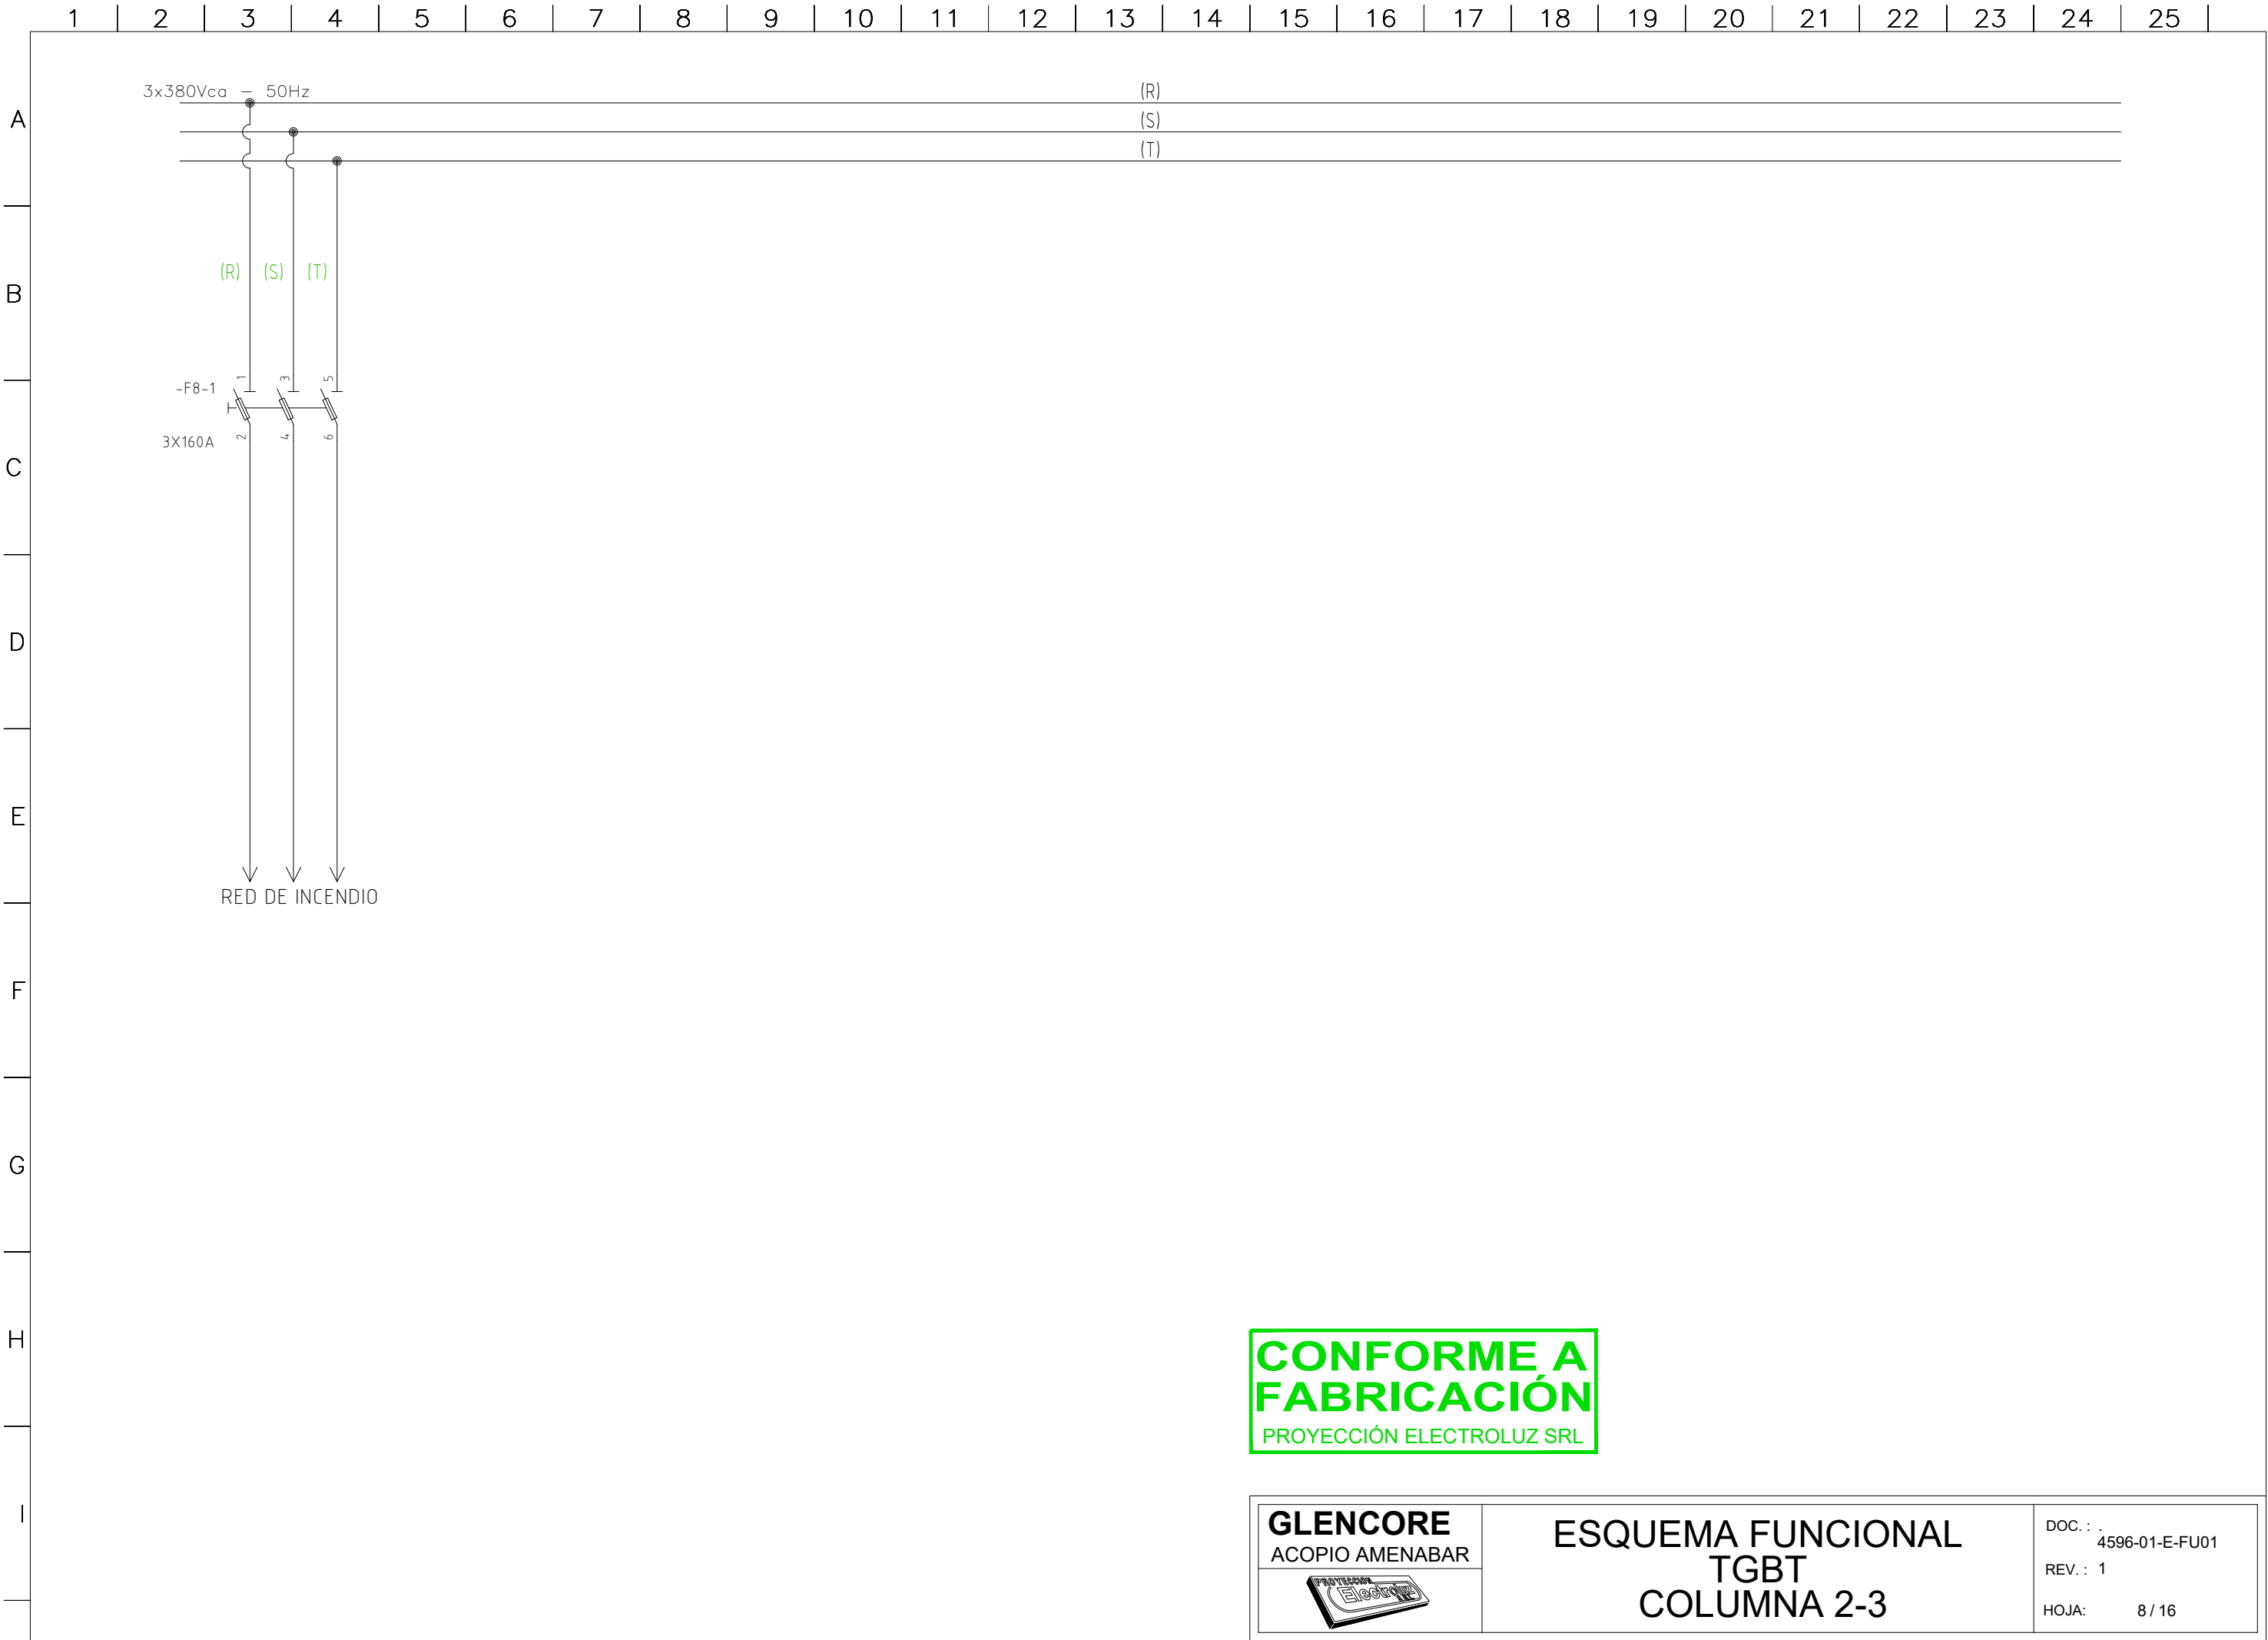 1 2 3 4 5 6 7 8 9 10 11 12 13 14 15 16 17 18 19 20 21 22 23 24 25
3x380Vca – 50Hz
(R)
A
(S)
(T)
(R) (S) (T)
B
1 3 5
-F8-1
3X160A
2 4 6
C
D
E
RED DE INCENDIO
F
G
H
CONFORME A
FABRICACIÓN
PROYECCIÓN ELECTROLUZ SRL
I
GLENCORE
ACOPIO AMENABAR
PROYECCION
Electroluz
ESQUEMA FUNCIONAL
TGBT
COLUMNA 2-3
DOC. : .
4596-01-E-FU01
REV. : 1
HOJA: 8 / 16